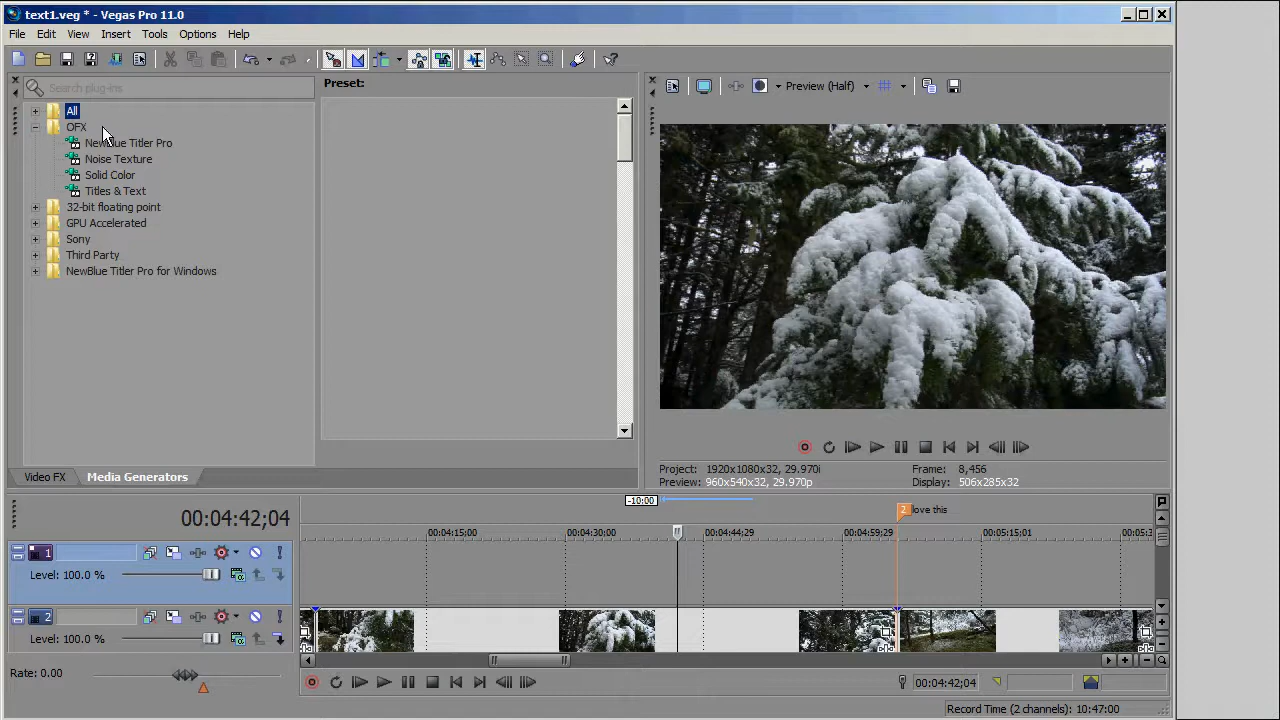 text1.veg * - Vegas Pro 11.0
File Edit View Insert Tools Options Help
Search plug-ins
Preset:
Preview (Half)
All
OFX
NewBlue Titler Pro
Noise Texture
Solid Color
Titles & Text
32-bit floating point
GPU Accelerated
Sony
Third Party
NewBlue Titler Pro for Windows
Video FX Media Generators
Project: 1920x1080x32, 29.970i Frame: 8,456
Preview: 960x540x32, 29.970p Display: 506x285x32
-10:00
00:04:42;04
2 love this
00:04:15;00 00:04:30;00 00:04:44;29 00:04:59;29 00:05:15;01
1
Level: 100.0 %
2
Level: 100.0 %
Rate: 0.00
00:04:42;04
Record Time (2 channels): 10:47:00